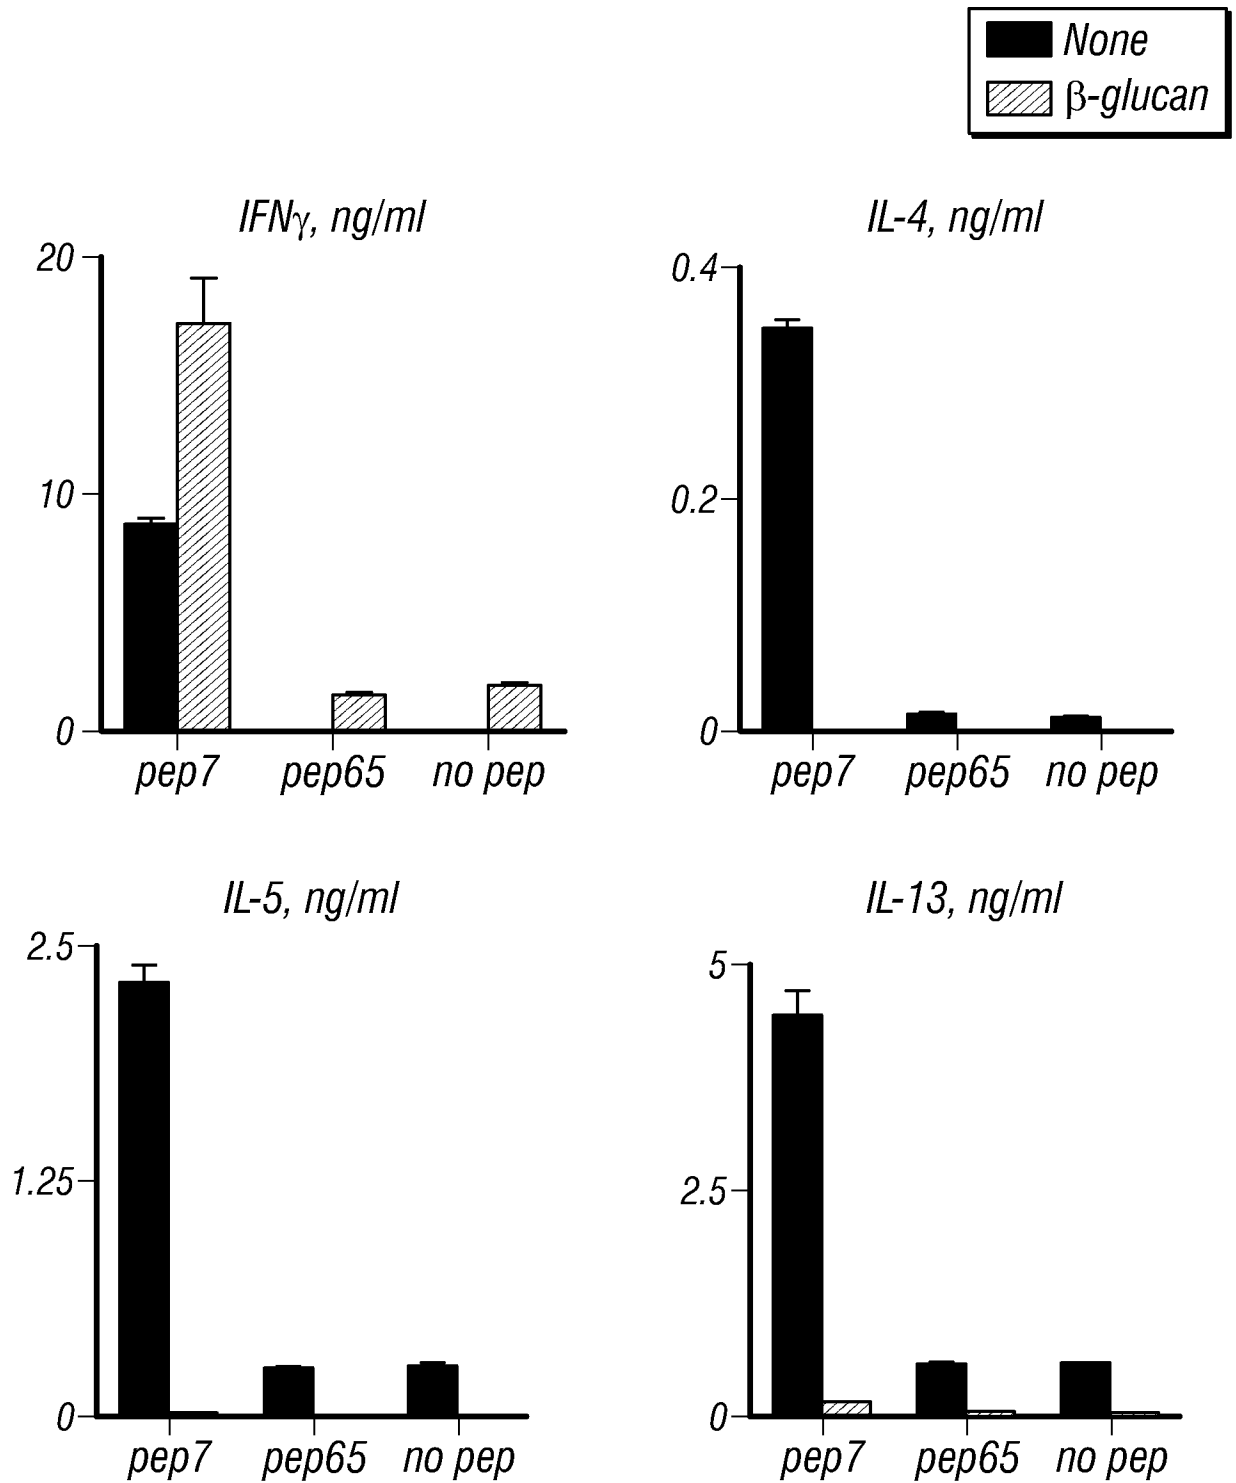 None
β-glucan
IFNγ, ng/ml
20
10
0
pep7 pep65 no pep
IL-4, ng/ml
0.4
0.2
0
pep7 pep65 no pep
IL-5, ng/ml
2.5
1.25
0
pep7 pep65 no pep
IL-13, ng/ml
5
2.5
0
pep7 pep65 no pep